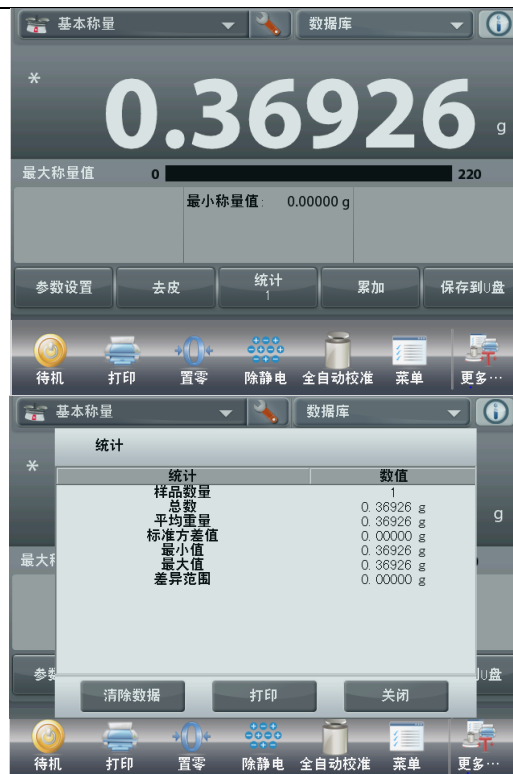 基本称量 数据库
*
0.36926 g
最大称量值 0 220
最小称量值: 0.00000 g
参数设置 去皮 统计 累加 保存到U盘
1
待机 打印 置零 除静电 全自动校准 菜单 更多…
基本称量 数据库
统计
*
g
统计 数值
样品数量 1
总数 0.36926 g
平均重量 0.36926 g
标准方差值 0.00000 g
最小值 0.36926 g
最大值 0.36926 g
差异范围 0.00000 g
最大
参 U盘
清除数据 打印 关闭
待机 打印 置零 除静电 全自动校准 菜单 更多…